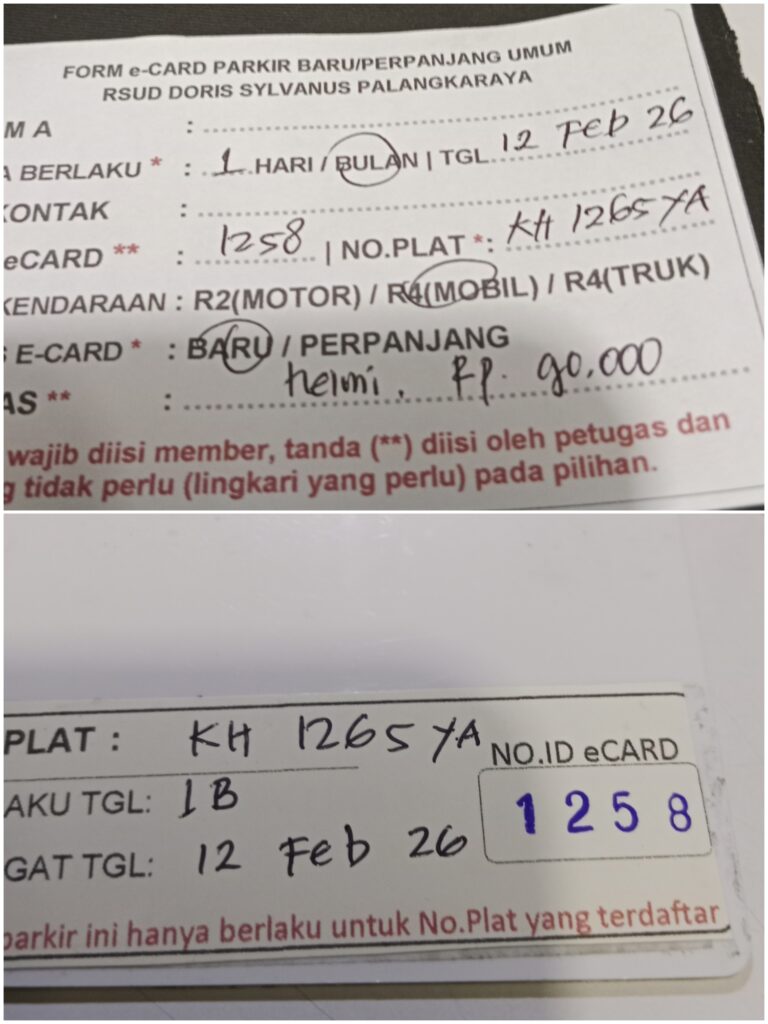 FORM e-CARD PARKIR BARU/PERPANJANG UMUM
RSUD DORIS SYLVANUS PALANGKARAYA
MA :
A BERLAKU * : 1 HARI / BULAN | TGL 12 Feb 26
KONTAK :
eCARD ** : 1258 | NO.PLAT *: KH 1265 YA
KENDARAAN : R2(MOTOR) / R4(MOBIL) / R4(TRUK)
S E-CARD * : BARU / PERPANJANG
AS ** : helmi, Rp. 90.000
wajib diisi member, tanda (**) diisi oleh petugas dan
g tidak perlu (lingkari yang perlu) pada pilihan.
PLAT : KH 1265 YA
NO.ID eCARD
AKU TGL: 1 B
1258
GAT TGL: 12 Feb 26
parkir ini hanya berlaku untuk No.Plat yang terdaftar